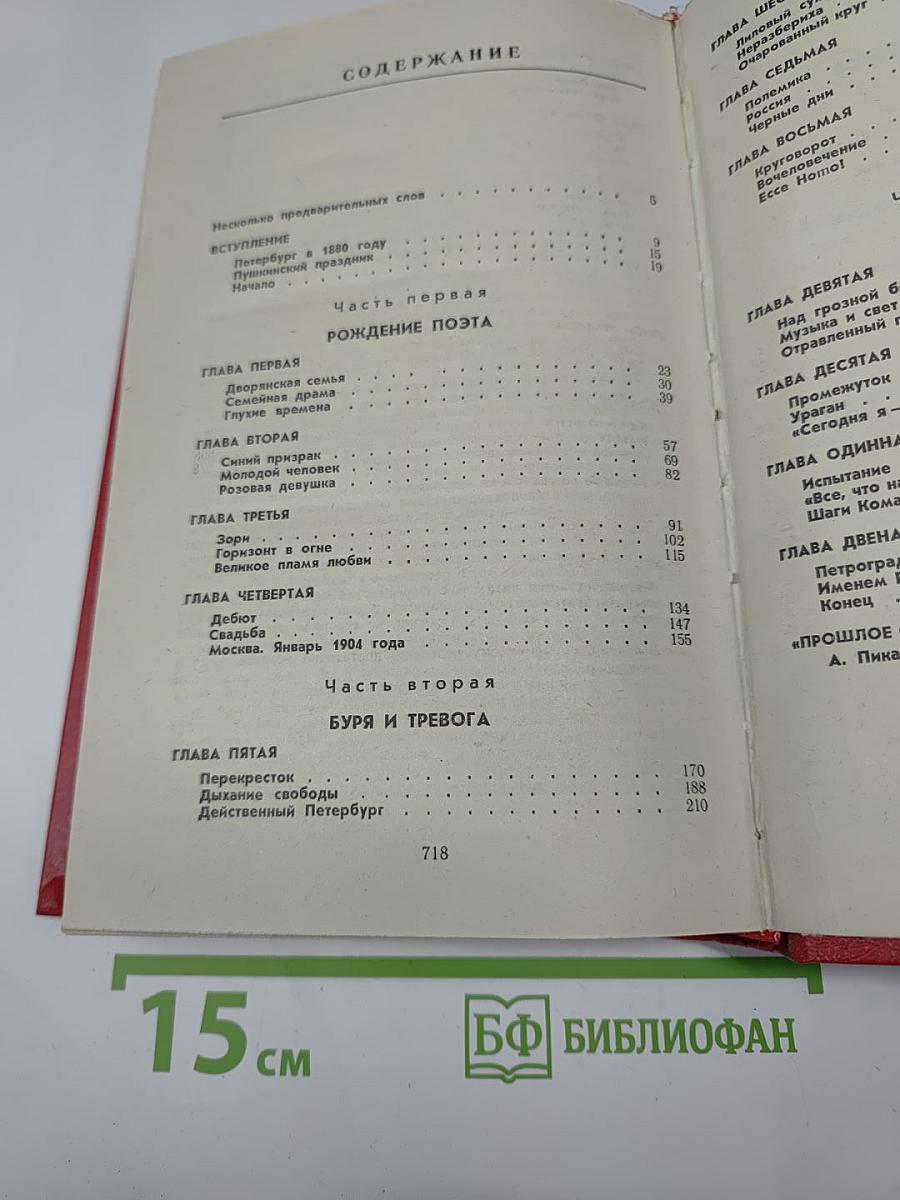 СОДЕРЖАНИЕ
Несколько предварительных слов . . . . . . . . . . 5
ВСТУПЛЕНИЕ
Петербург в 1880 году . . . . . . . . . . 9
Пушкинский праздник . . . . . . . . . . 15
Начало . . . . . . . . . . 19
Часть первая
РОЖДЕНИЕ ПОЭТА
ГЛАВА ПЕРВАЯ
Дворянская семья . . . . . . . . . . 23
Семейная драма . . . . . . . . . . 30
Глухие времена . . . . . . . . . . 39
ГЛАВА ВТОРАЯ
Синий призрак . . . . . . . . . . 57
Молодой человек . . . . . . . . . . 69
Розовая девушка . . . . . . . . . . 82
ГЛАВА ТРЕТЬЯ
Зори . . . . . . . . . . 91
Горизонт в огне . . . . . . . . . . 102
Великое пламя любви . . . . . . . . . . 115
ГЛАВА ЧЕТВЕРТАЯ
Дебют . . . . . . . . . . 134
Свадьба . . . . . . . . . . 147
Москва. Январь 1904 года . . . . . . . . . . 155
Часть вторая
БУРЯ И ТРЕВОГА
ГЛАВА ПЯТАЯ
Перекресток . . . . . . . . . . 170
Дыхание свободы . . . . . . . . . . 188
Действенный Петербург . . . . . . . . . . 210
718
ГЛАВА
Лиловый
Неразбериха
Очарованный круг
ГЛАВА СЕДЬМАЯ
Полемика
Россия
Черные дни
ГЛАВА ВОСЬМАЯ
Круговорот
Вочеловечение
Ecce Homo!
ГЛАВА ДЕВЯТАЯ
Над грозной
Музыка и свет
Отравленный
ГЛАВА ДЕСЯТАЯ
Промежуток
Ураган
«Сегодня я —
ГЛАВА
Испытание
«Все, что
Шаги
ГЛАВА
Именем
Конец
«ПРОШЛОЕ
А.
15 см
БФ БИБЛИОФАН